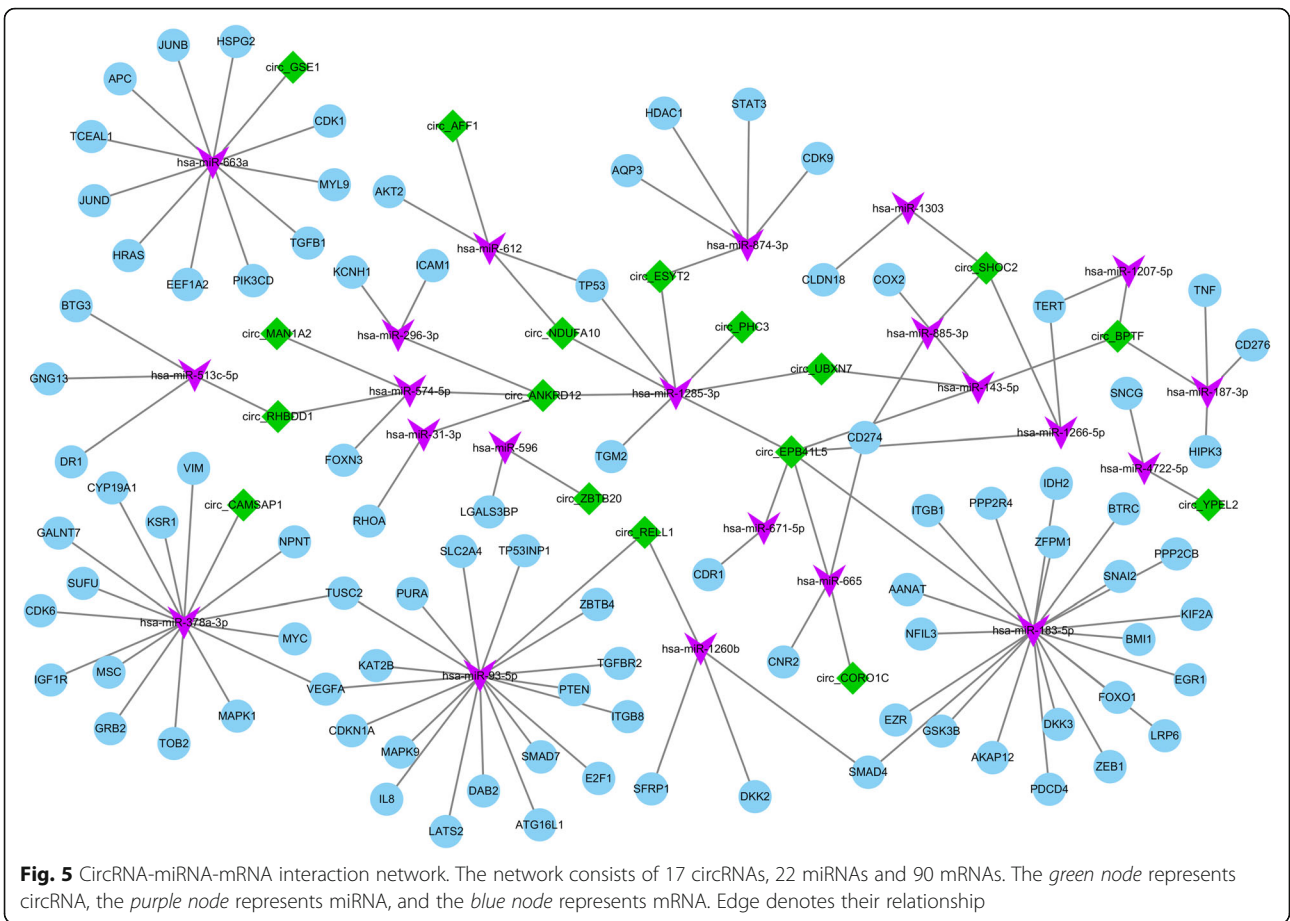 JUNB
HSPG2
circ_GSE1
APC
CDK1
TCEAL1
hsa-miR-663a
MYL9
JUND
HRAS
TGFB1
EEF1A2
PIK3CD
circ_AFF1
AKT2
hsa-miR-612
KCNH1
ICAM1
TP53
HDAC1
STAT3
AQP3
CDK9
hsa-miR-874-3p
circ_ESYT2
hsa-miR-1303
CLDN18
COX2
circ_SHOC2
hsa-miR-1207-5p
TERT
TNF
BTG3
circ_MAN1A2
hsa-miR-296-3p
circ_NDUFA10
circ_PHC3
hsa-miR-885-3p
circ_BPTF
CD276
GNG13
hsa-miR-513c-5p
hsa-miR-574-5p
circ_ANKRD12
hsa-miR-1285-3p
circ_UBXN7
hsa-miR-143-5p
hsa-miR-187-3p
SNCG
circ_RHBDD1
hsa-miR-31-3p
hsa-miR-596
CD274
hsa-miR-1266-5p
HIPK3
DR1
FOXN3
TGM2
circ_EPB41L5
hsa-miR-4722-5p
VIM
CYP19A1
circ_CAMSAP1
RHOA
LGALS3BP
circ_ZBTB20
IDH2
circ_YPEL2
GALNT7
KSR1
NPNT
SLC2A4
TP53INP1
circ_RELL1
hsa-miR-671-5p
ITGB1
PPP2R4
BTRC
ZFPM1
PPP2CB
SUFU
TUSC2
PURA
CDR1
hsa-miR-665
AANAT
SNAI2
CDK6
hsa-miR-378a-3p
MYC
ZBTB4
NFIL3
hsa-miR-183-5p
KIF2A
BMI1
IGF1R
MSC
KAT2B
hsa-miR-93-5p
TGFBR2
hsa-miR-1260b
CNR2
circ_CORO1C
EGR1
VEGFA
PTEN
FOXO1
GRB2
MAPK1
TOB2
CDKN1A
ITGB8
EZR
GSK3B
DKK3
LRP6
MAPK9
SMAD7
AKAP12
ZEB1
IL8
DAB2
E2F1
SFRP1
DKK2
SMAD4
PDCD4
LATS2
ATG16L1
Fig. 5 CircRNA-miRNA-mRNA interaction network. The network consists of 17 circRNAs, 22 miRNAs and 90 mRNAs. The green node represents
circRNA, the purple node represents miRNA, and the blue node represents mRNA. Edge denotes their relationship